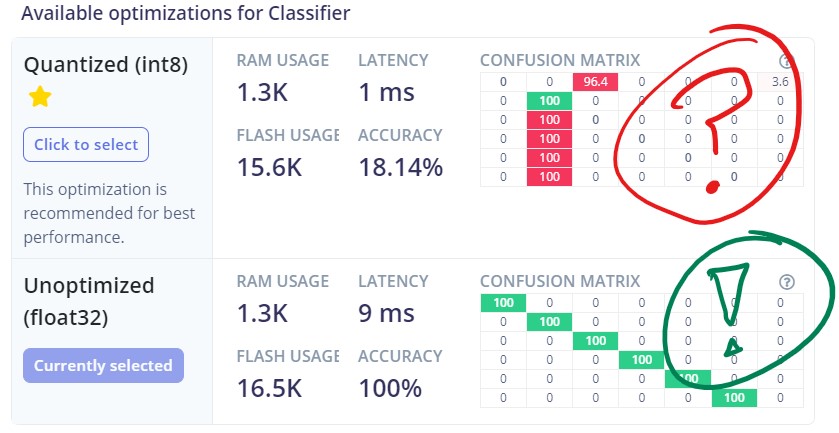 Available optimizations for Classifier
Quantized (int8)
Click to select
This optimization is
recommended for best
performance.
RAM USAGE
1.3K
LATENCY
1 ms
FLASH USAGE
15.6K
ACCURACY
18.14%
CONFUSION MATRIX ?
0 0 96.4 0 0 0 3.6
0 100 0 0 0 0 0
0 100 0 0 0 0 0
0 100 0 0 0 0 0
0 100 0 0 0 0 0
0 100 0 0 0 0 0
?
Unoptimized
(float32)
Currently selected
RAM USAGE
1.3K
LATENCY
9 ms
FLASH USAGE
16.5K
ACCURACY
100%
CONFUSION MATRIX ?
100 0 0 0 0 0 0
0 100 0 0 0 0 0
0 0 100 0 0 0 0
0 0 0 100 0 0 0
0 0 0 0 100 0 0
0 0 0 0 0 100 0
!